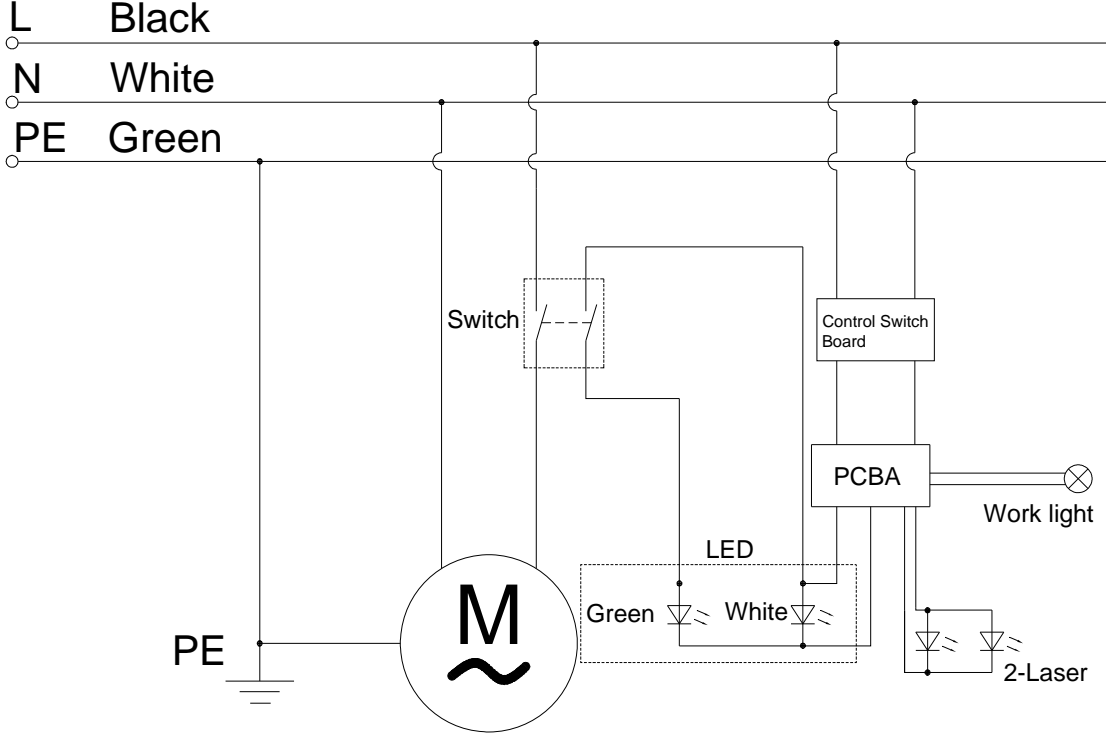 L Black
N White
PE Green
Switch
Control Switch
Board
PCBA
Work light
LED
Green
White
M
PE
2-Laser